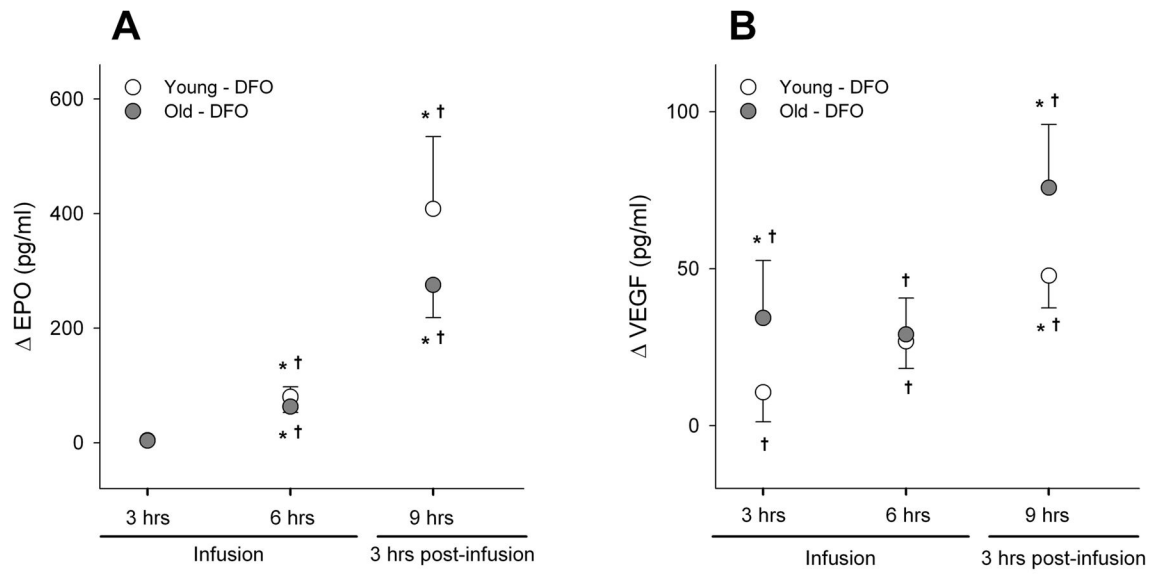 A
Young - DFO
Old - DFO
Δ EPO (pg/ml)
600
400
200
0
* †
* †
* †
* †
3 hrs
6 hrs
9 hrs
Infusion
3 hrs post-infusion
B
Young - DFO
Old - DFO
Δ VEGF (pg/ml)
100
50
0
* †
†
†
†
* †
* †
3 hrs
6 hrs
9 hrs
Infusion
3 hrs post-infusion